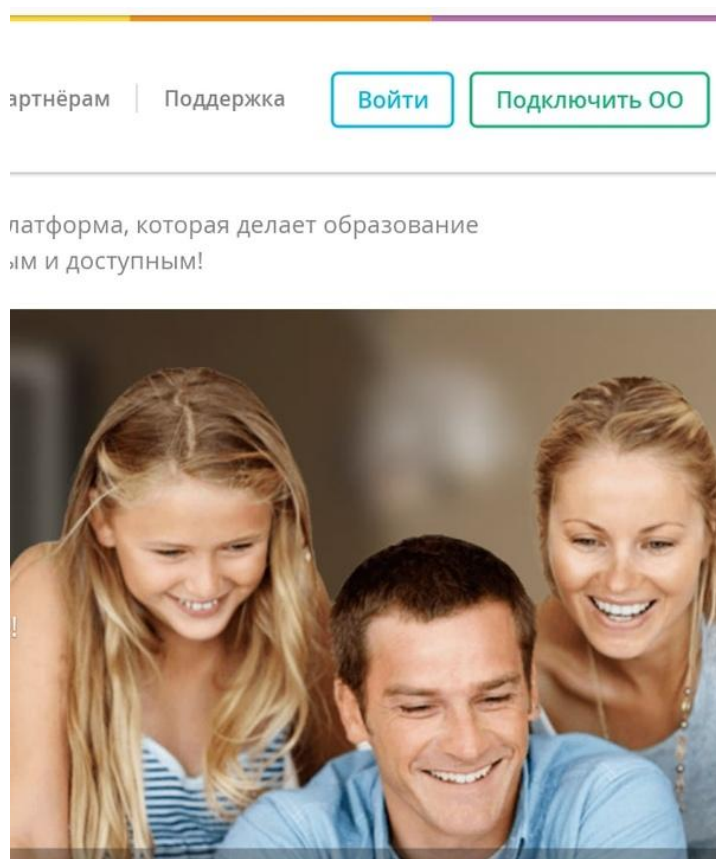 артнёрам Поддержка Войти Подключить ОО
латформа, которая делает образование
ым и доступным!
!